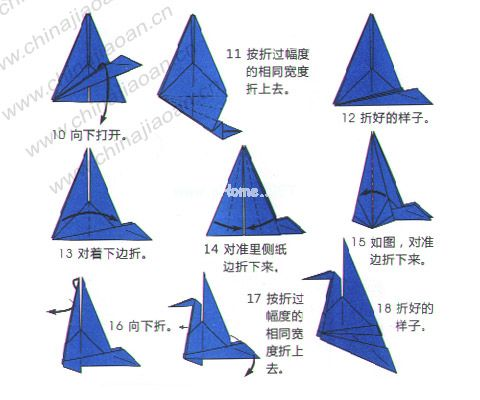 www.chinajiaoan.cn
www.chinajiaoan.cn
10 向下打开。
11 按折过幅度
的相同宽度
折上去。
12 折好的样子。
13 对着下边折。
14 对准里侧纸
边折下来。
15 如图，对准
边折下来。
16 向下折。
17 按折过
幅度的
相同宽
度折上
去。
18 折好的
样子。